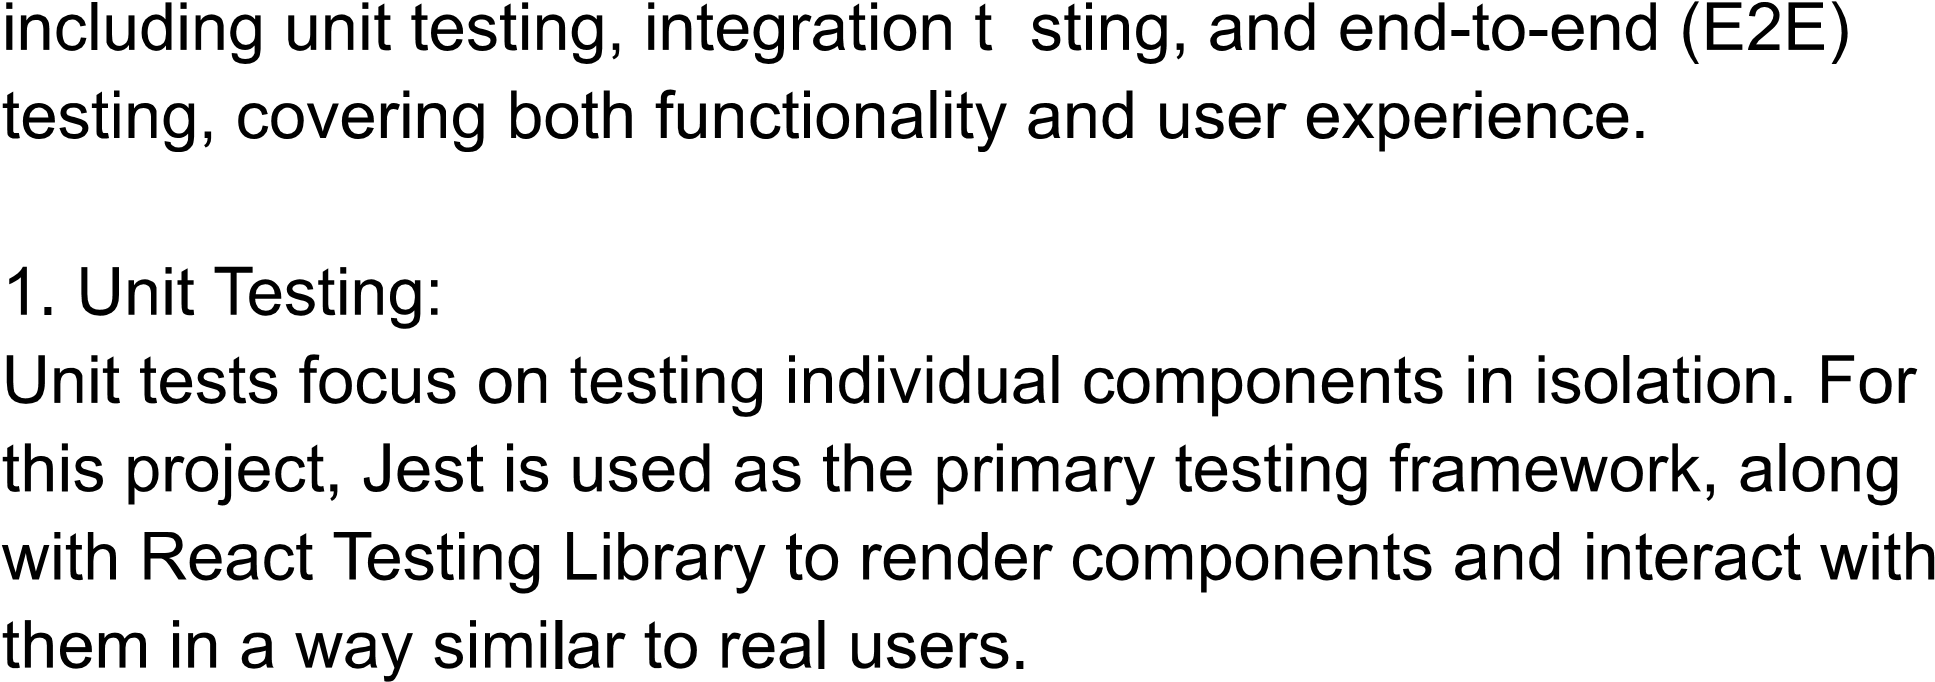 including unit testing, integration t  sting, and end-to-end (E2E)
testing, covering both functionality and user experience.
1. Unit Testing:
Unit tests focus on testing individual components in isolation. For
this project, Jest is used as the primary testing framework, along
with React Testing Library to render components and interact with
them in a way similar to real users.